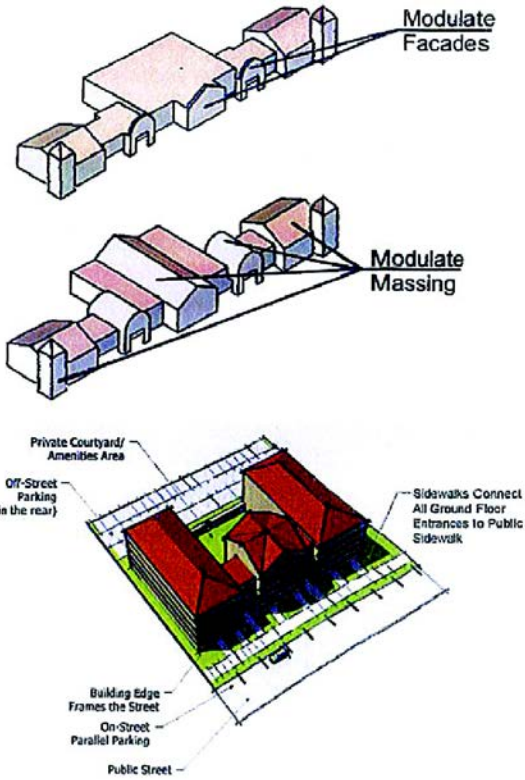 Modulate
Facades
Modulate
Massing
Private Courtyard/
Amenities Area
Off-Street
Parking
in the rear)
Sidewalks Connect
All Ground Floor
Entrances to Public
Sidewalk
Building Edge
Frames the Street
On-Street
Parallel Parking
Public Street